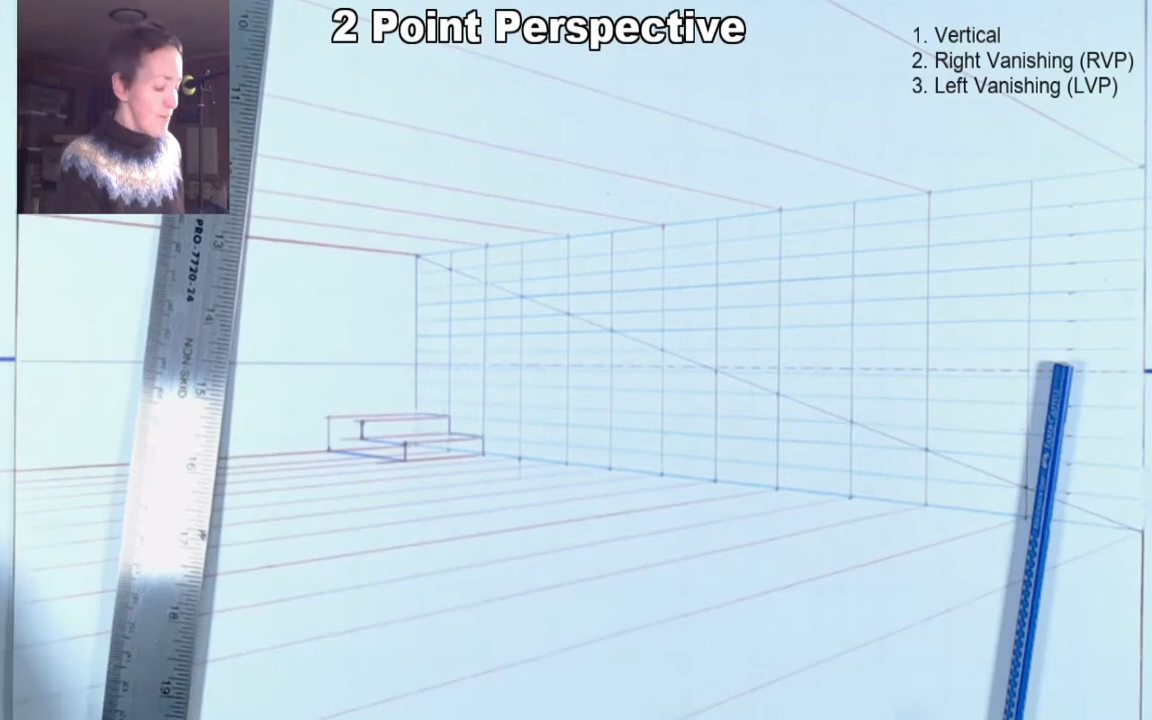 2 Point Perspective
1. Vertical
2. Right Vanishing (RVP)
3. Left Vanishing (LVP)
10
11
PRO-7720-24
13
14
NON-SKID
15
16
17
18
19